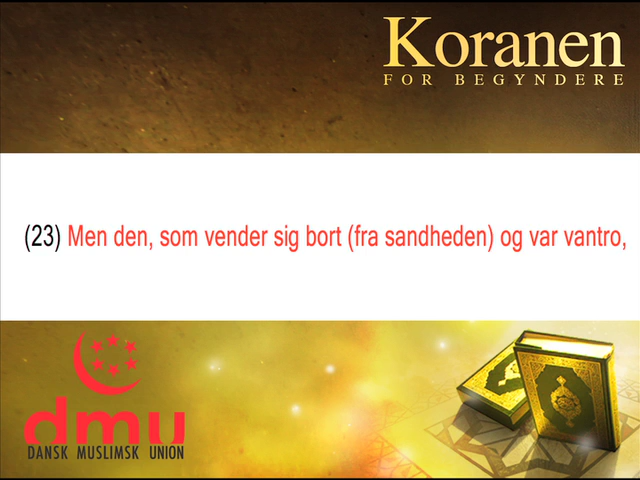 Koranen
FOR BEGYNDERE
(23) Men den, som vender sig bort (fra sandheden) og var vantro,
dmu
DANSK MUSLIMSK UNION